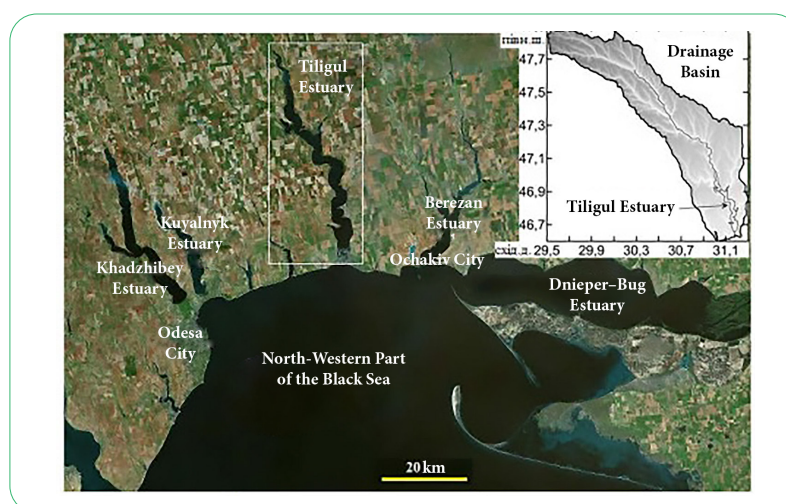 Tiligul
Estuary
Kuyalnyk
Estuary
Khadzhibey
Estuary
Odesa
City
Berezan
Estuary
Ochakiv City
Dnieper–Bug
Estuary
North-Western Part
of the Black Sea
20 km
півн.ш.
47,7
47,5
47,3
47,1
46,9
46,7
Drainage
Basin
Tiligul Estuary
схід.д. 29,5 29,9 30,3 30,7 31,1